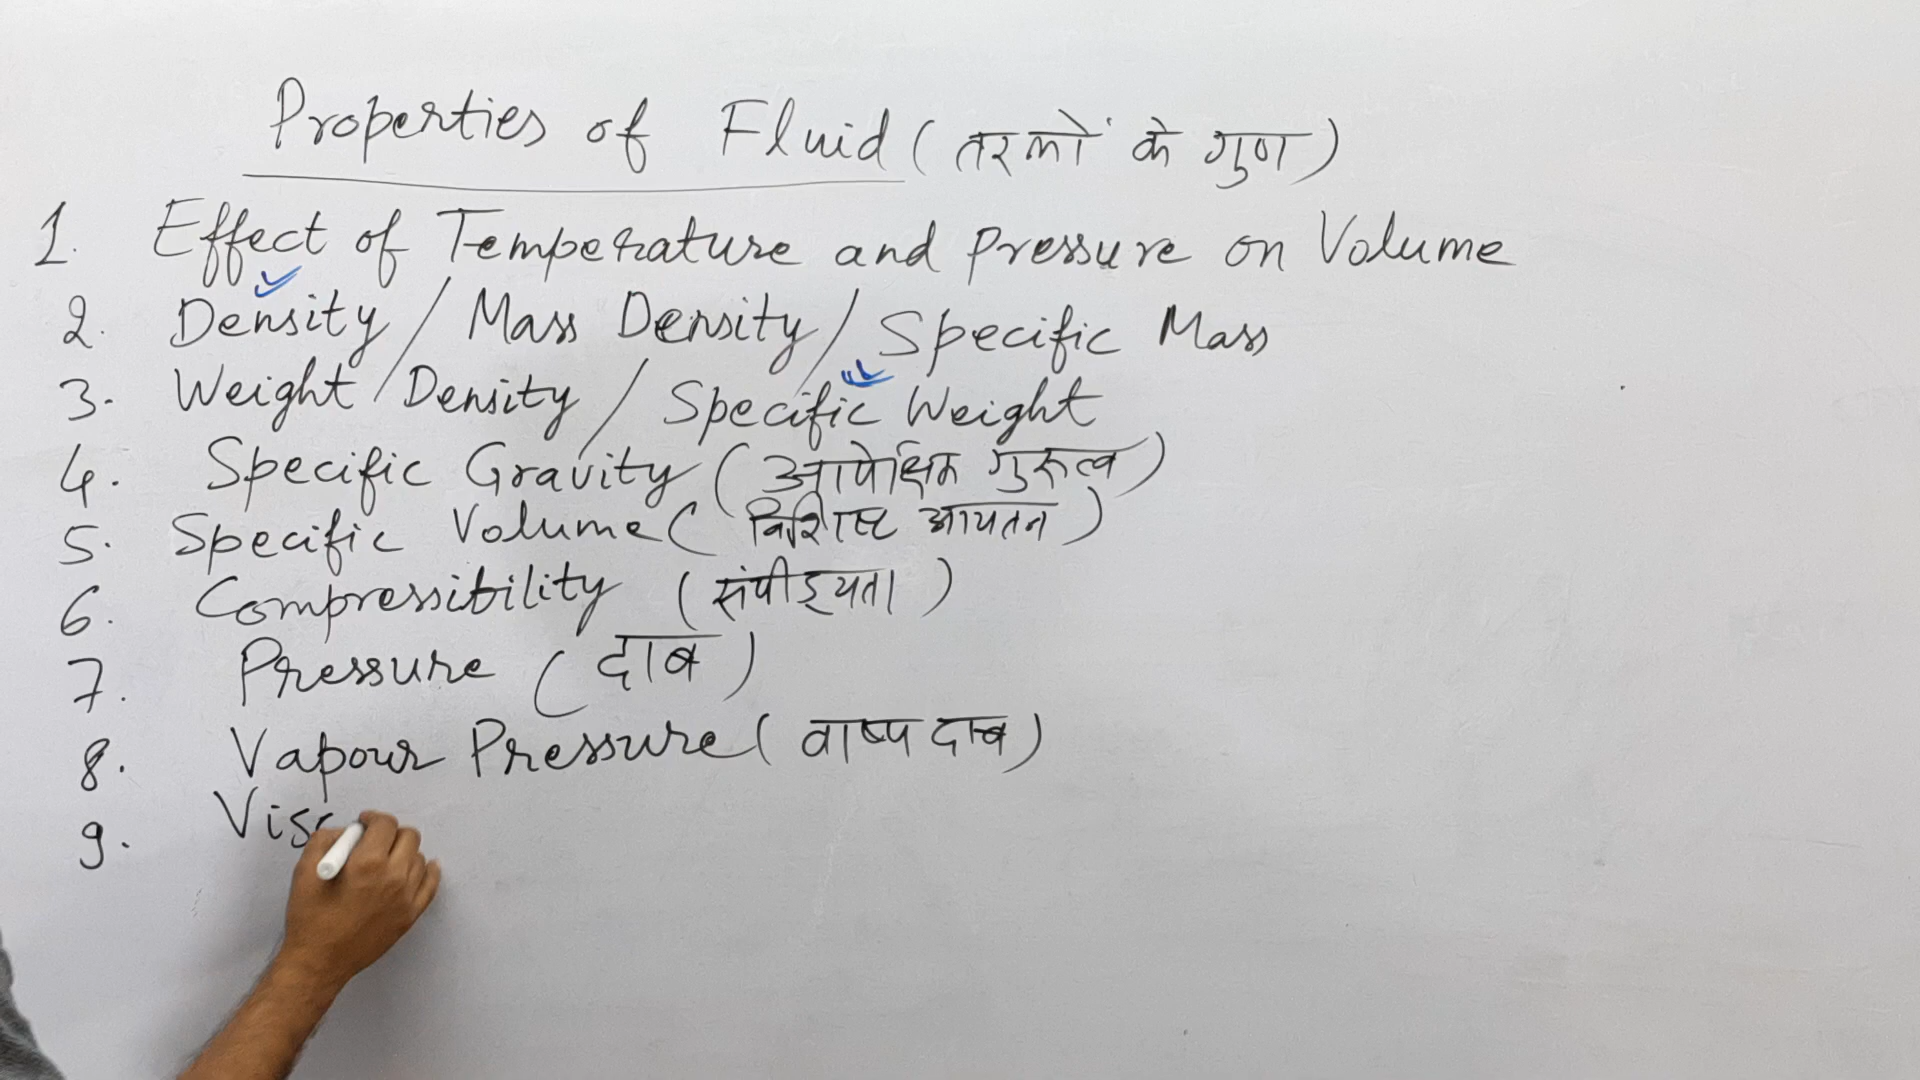 Properties of Fluid (तरलों के गुण)
1. Effect of Temperature and Pressure on Volume
2. Density / Mass Density / Specific Mass
3. Weight Density / Specific Weight
4. Specific Gravity (आपेक्षिक गुरूत्व)
5. Specific Volume (विशिष्ट आयतन)
6. Compressibility (संपीड्यता)
7. Pressure (दाब)
8. Vapour Pressure (वाष्प दाब)
9. Visc